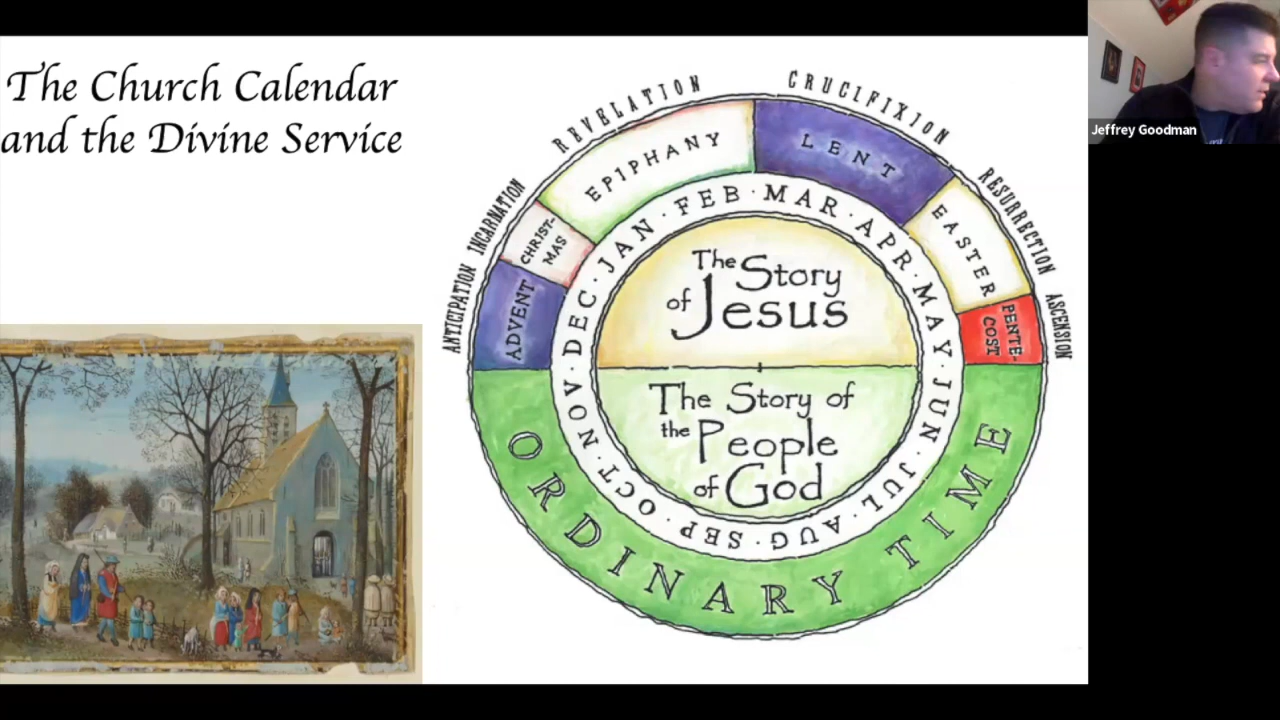 The Church Calendar
and the Divine Service
ANTICIPATION
INCARNATION
REVELATION
CRUCIFIXION
RESURRECTION
ASCENSION
ADVENT
CHRIST-
MAS
EPIPHANY
LENT
EASTER
PENTE-
COST
ORDINARY TIME
JAN · FEB · MAR · APR · MAY · JUN · JUL · AUG · SEP · OCT · NOV · DEC ·
The Story
of Jesus
The Story of
the People
of God
Jeffrey Goodman